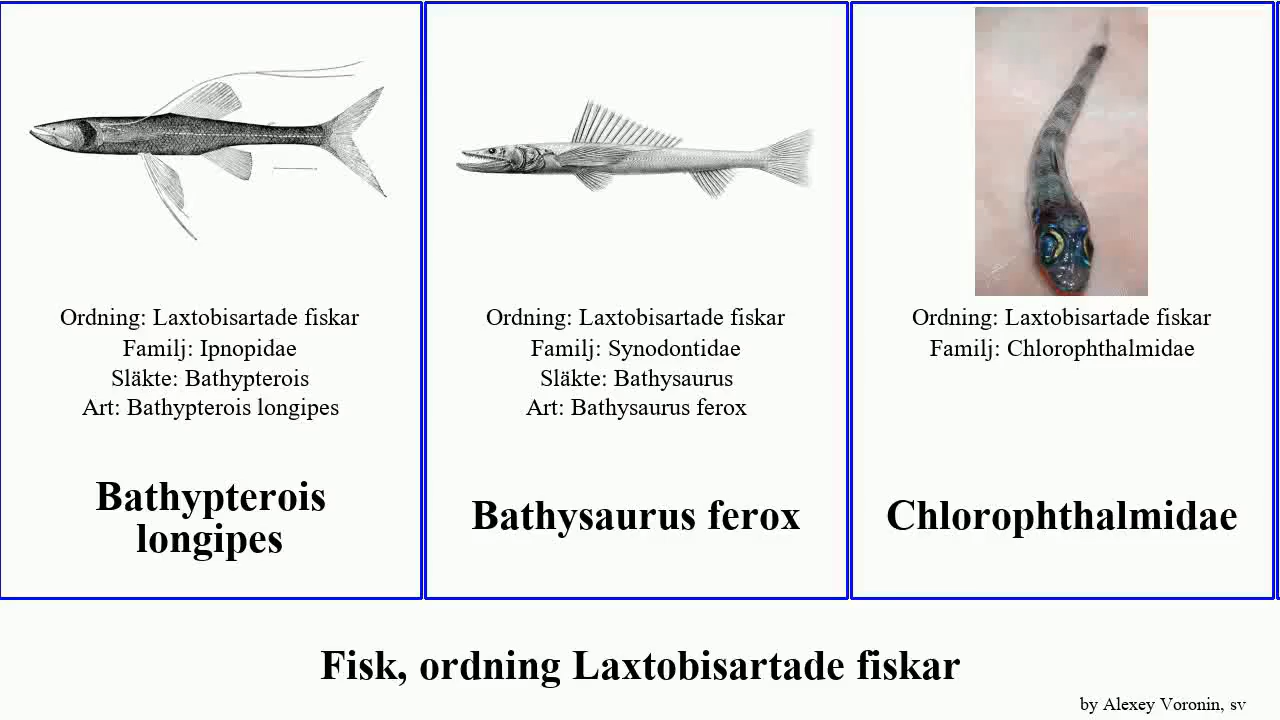 Ordning: Laxtobisartade fiskar
Familj: Ipnopidae
Släkte: Bathypterois
Art: Bathypterois longipes
Bathypterois
longipes
Ordning: Laxtobisartade fiskar
Familj: Synodontidae
Släkte: Bathysaurus
Art: Bathysaurus ferox
Bathysaurus ferox
Ordning: Laxtobisartade fiskar
Familj: Chlorophthalmidae
Chlorophthalmidae
Fisk, ordning Laxtobisartade fiskar
by Alexey Voronin, sv